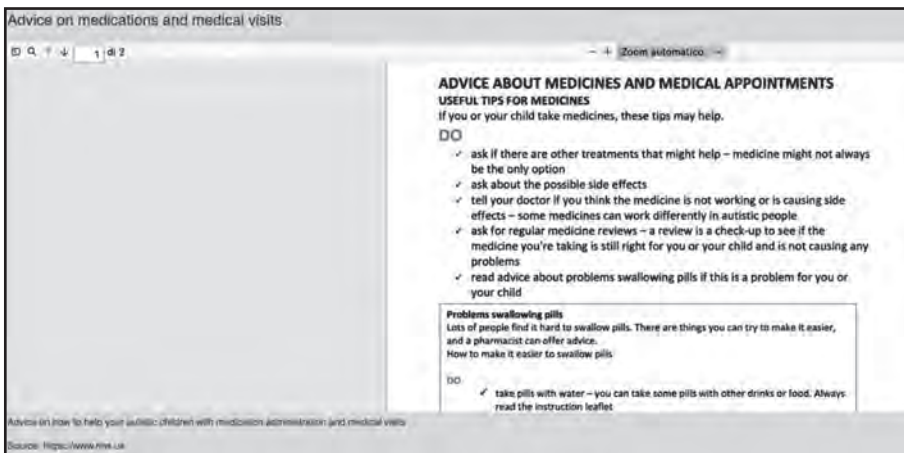 Advice on medications and medical visits
1 di 2
− + Zoom automatico
ADVICE ABOUT MEDICINES AND MEDICAL APPOINTMENTS
USEFUL TIPS FOR MEDICINES
If you or your child take medicines, these tips may help.
DO
✓ ask if there are other treatments that might help – medicine might not always
be the only option
✓ ask about the possible side effects
✓ tell your doctor if you think the medicine is not working or is causing side
effects – some medicines can work differently in autistic people
✓ ask for regular medicine reviews – a review is a check-up to see if the
medicine you're taking is still right for you or your child and is not causing any
problems
✓ read advice about problems swallowing pills if this is a problem for you or
your child
Problems swallowing pills
Lots of people find it hard to swallow pills. There are things you can try to make it easier,
and a pharmacist can offer advice.
How to make it easier to swallow pills
DO
✓ take pills with water – you can take some pills with other drinks or food. Always
read the instruction leaflet
Advice on how to help your autistic children with medication administration and medical visits
Source: https://www.nhs.uk